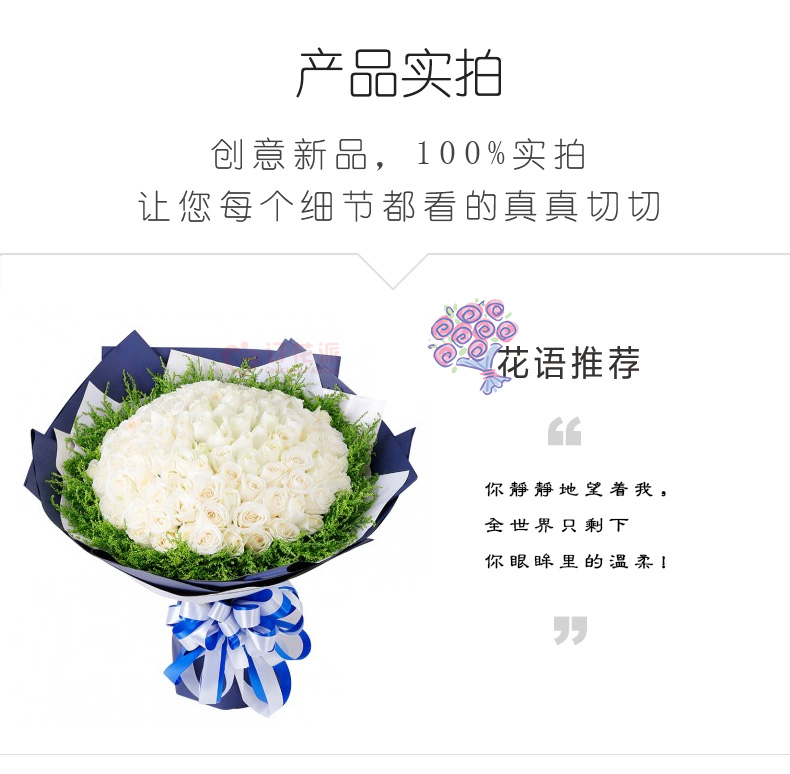 产品实拍
创意新品，100%实拍
让您每个细节都看的真真切切
花语推荐
“
你靜靜地望着我，
全世界只剩下
你眼眸里的温柔！
”